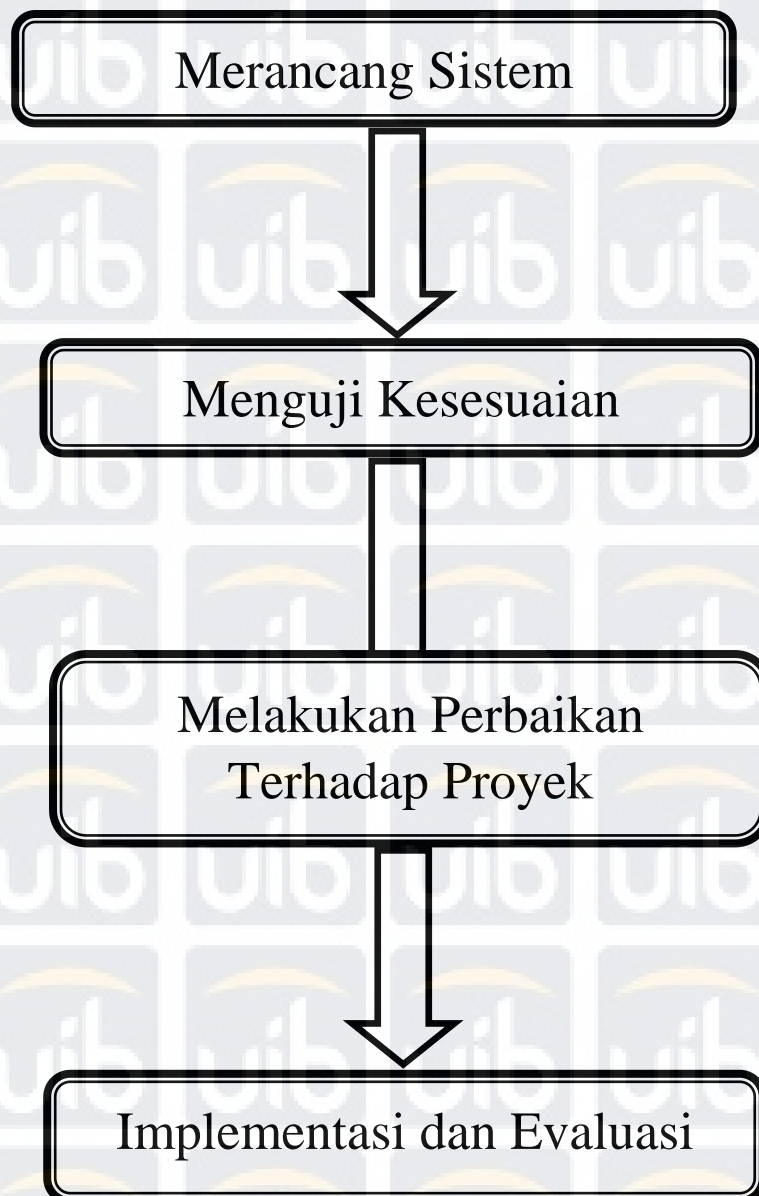 Merancang Sistem
Menguji Kesesuaian
Melakukan Perbaikan
Terhadap Proyek
Implementasi dan Evaluasi